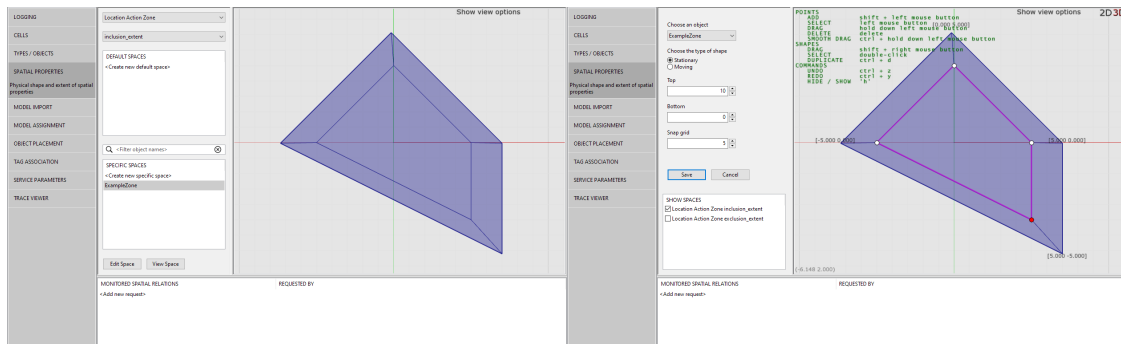 LOGGING
CELLS
TYPES / OBJECTS
SPATIAL PROPERTIES
Physical shape and extent of spatial
properties
MODEL IMPORT
MODEL ASSIGNMENT
OBJECT PLACEMENT
TAG ASSOCIATION
SERVICE PARAMETERS
TRACE VIEWER
Location Action Zone
inclusion_extent
DEFAULT SPACES
<Create new default space>
<Filter object names>
SPECIFIC SPACES
<Create new specific space>
ExampleZone
Edit Space
View Space
Show view options
MONITORED SPATIAL RELATIONS
REQUESTED BY
<Add new request>
LOGGING
CELLS
TYPES / OBJECTS
SPATIAL PROPERTIES
Physical shape and extent of spatial
properties
MODEL IMPORT
MODEL ASSIGNMENT
OBJECT PLACEMENT
TAG ASSOCIATION
SERVICE PARAMETERS
TRACE VIEWER
Choose an object
ExampleZone
Choose the type of shape
Stationary
Moving
Top
10
Bottom
0
Snap grid
5
Save
Cancel
SHOW SPACES
Location Action Zone inclusion_extent
Location Action Zone exclusion_extent
Show view options
2D3D
POINTS
ADD shift + left mouse button
SELECT left mouse button
DRAG hold down left mouse button
DELETE delete
SMOOTH DRAG ctrl + hold down left mouse button
SHAPES
DRAG shift + right mouse button
SELECT double-click
DUPLICATE ctrl + d
COMMANDS
UNDO ctrl + z
REDO ctrl + y
HIDE / SHOW 'h'
[0.000 5.000]
[-5.000 0.000]
[5.000 0.000]
[5.000 -5.000]
[-6.148 2.000]
MONITORED SPATIAL RELATIONS
REQUESTED BY
<Add new request>